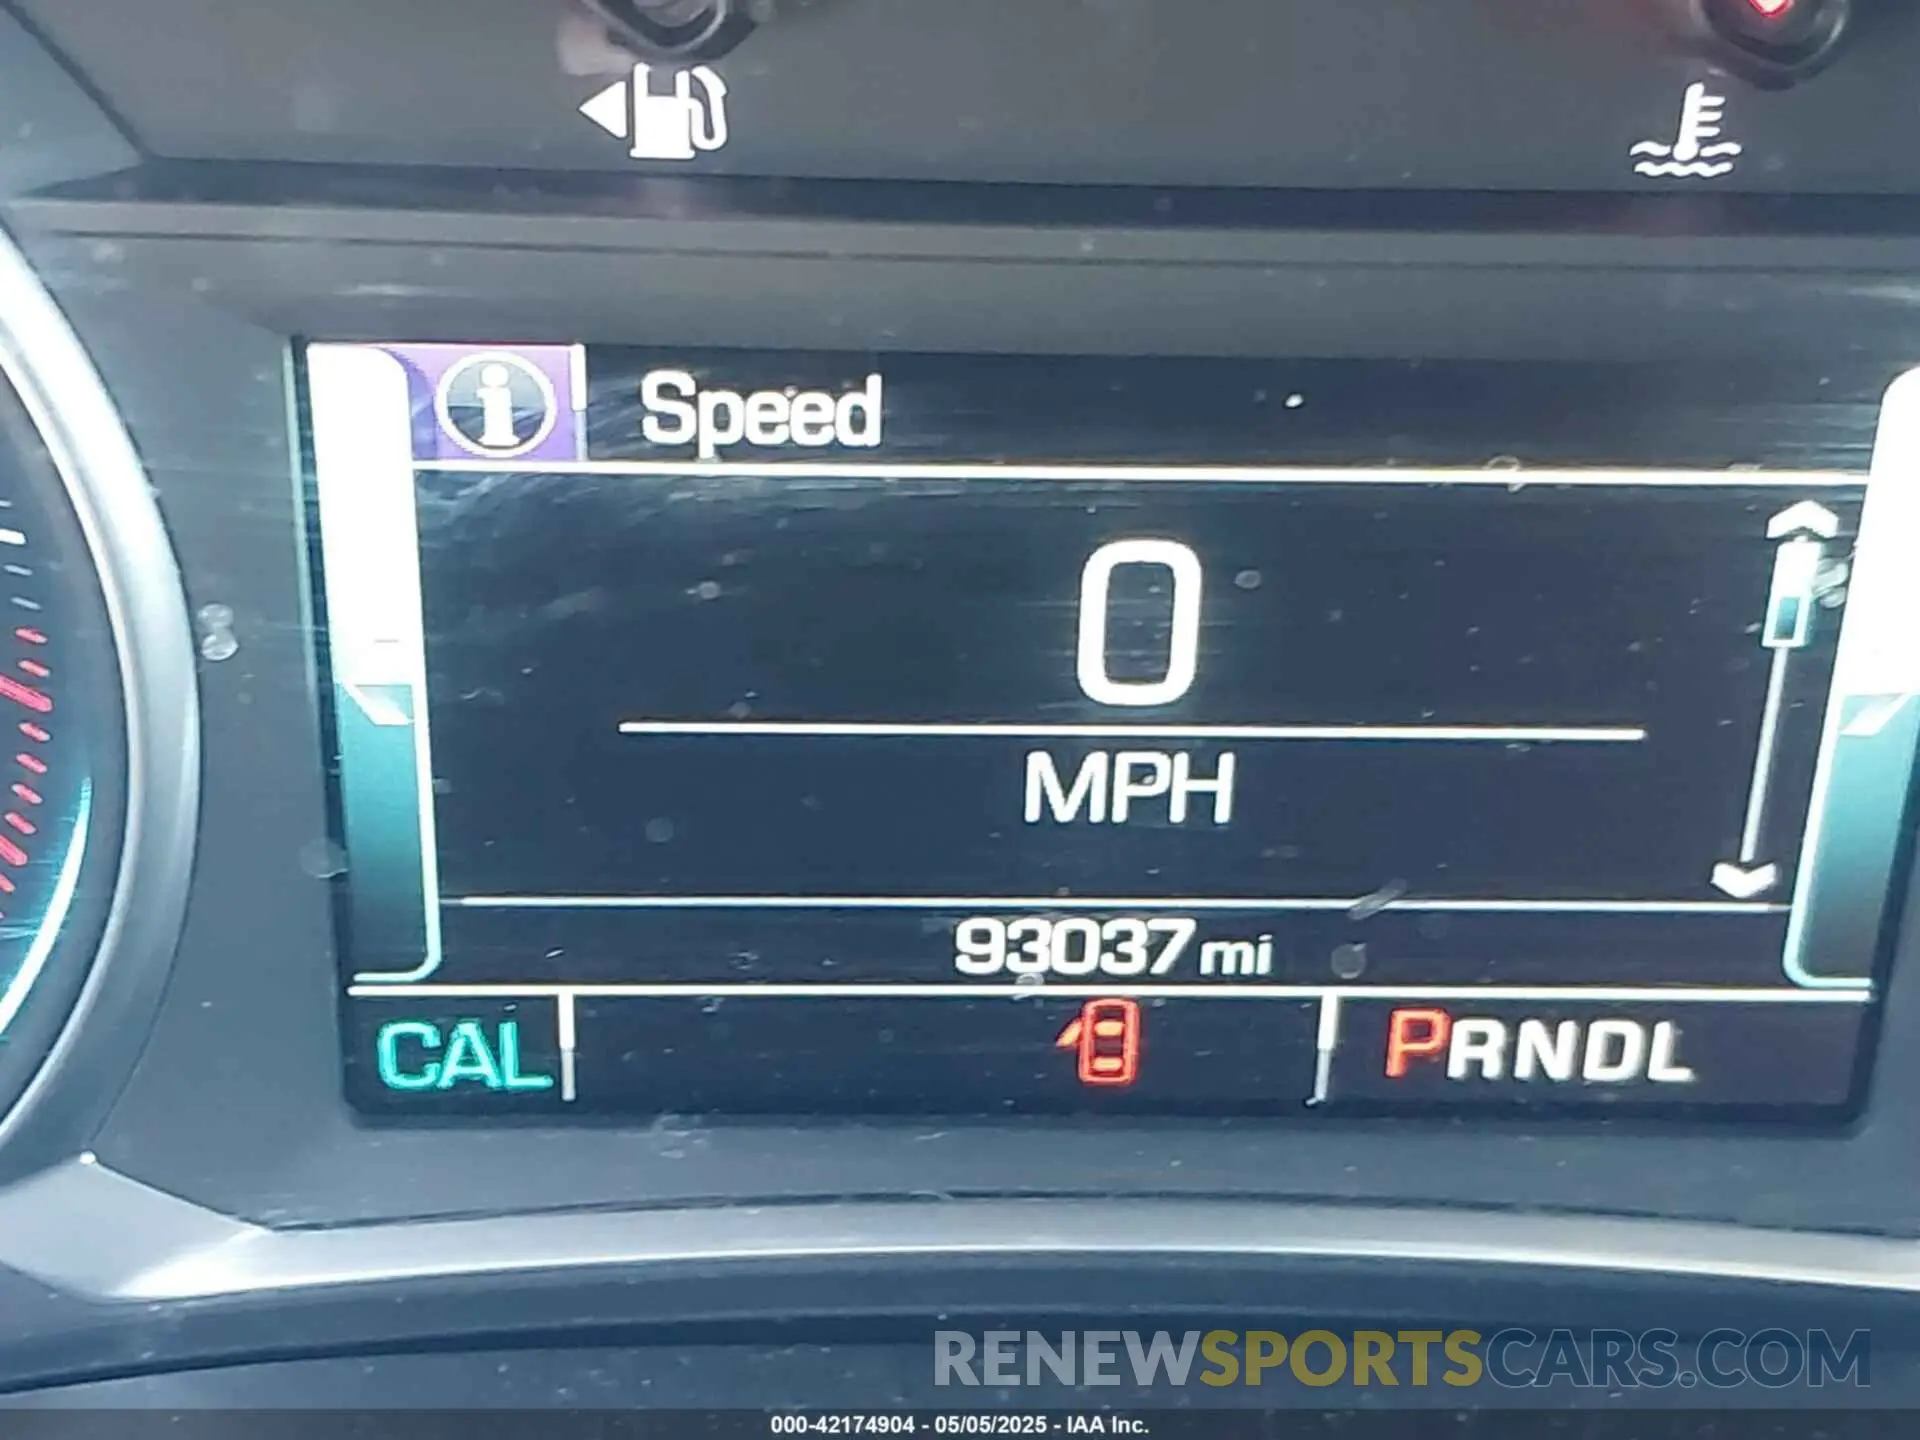 Speed
0
MPH
93037 mi
CAL PRNDL
RENEWSPORTSCARS.COM
000-42174904 - 05/05/2025 - IAA Inc.